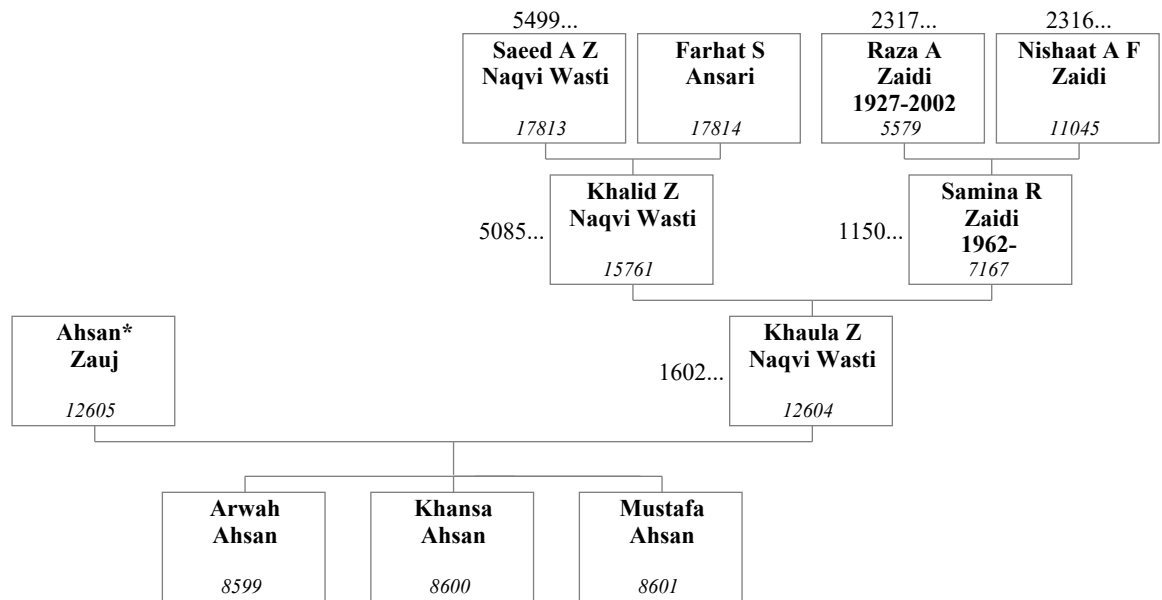 5499...
2317...
2316...
Saeed A Z
Naqvi Wasti
17813
Farhat S
Ansari
17814
Raza A
Zaidi
1927-2002
5579
Nishaat A F
Zaidi
11045
5085...
Khalid Z
Naqvi Wasti
15761
1150...
Samina R
Zaidi
1962-
7167
Ahsan*
Zauj
12605
1602...
Khaula Z
Naqvi Wasti
12604
Arwah
Ahsan
8599
Khansa
Ahsan
8600
Mustafa
Ahsan
8601